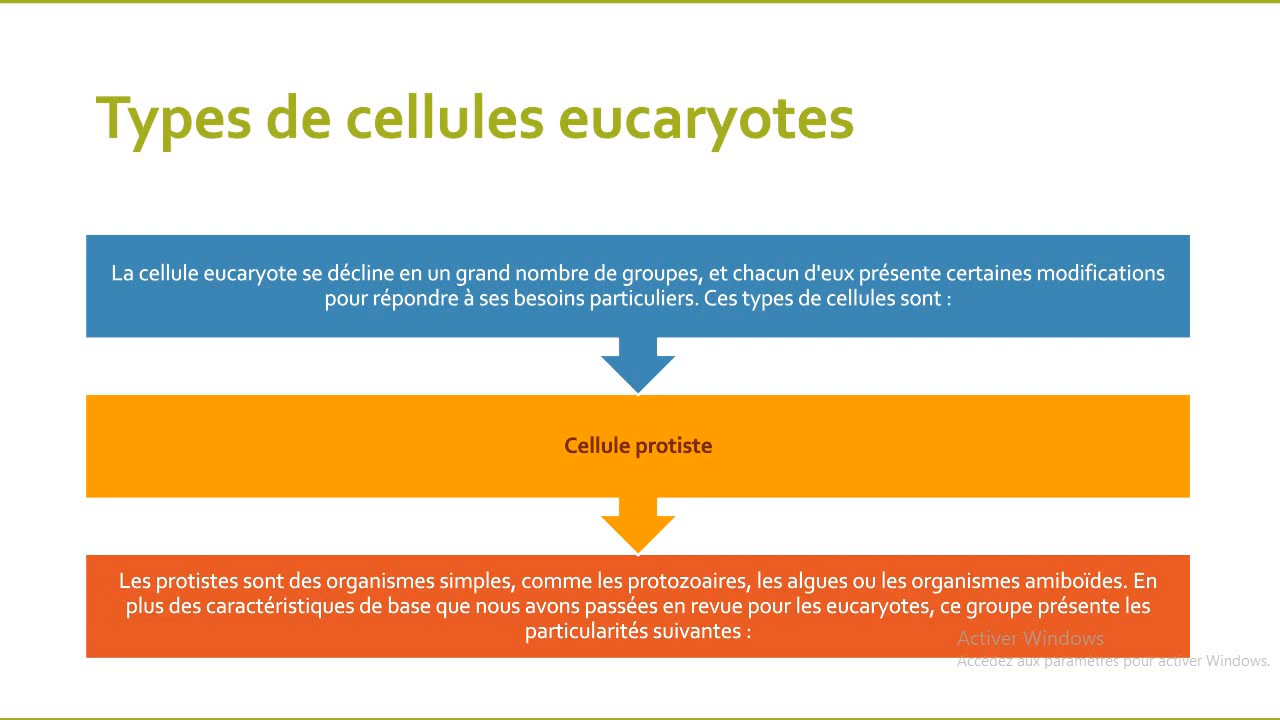 Types de cellules eucaryotes
La cellule eucaryote se décline en un grand nombre de groupes, et chacun d'eux présente certaines modifications
pour répondre à ses besoins particuliers. Ces types de cellules sont :
Cellule protiste
Les protistes sont des organismes simples, comme les protozoaires, les algues ou les organismes amiboïdes. En
plus des caractéristiques de base que nous avons passées en revue pour les eucaryotes, ce groupe présente les
particularités suivantes :
Activer Windows
Accédez aux paramètres pour activer Windows.